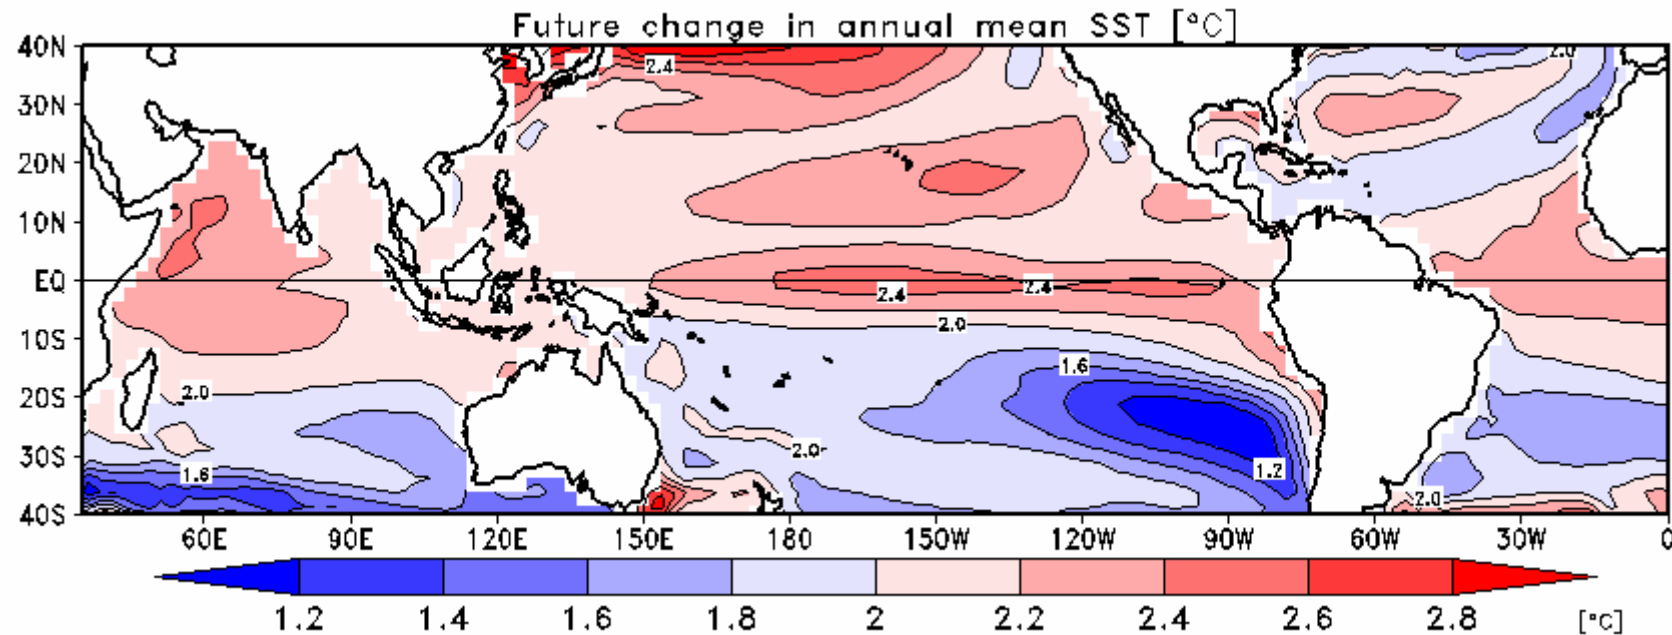 Future change in annual mean SST [°C]
40N
2.4
2.0
30N
20N
10N
EQ
2.4
2.4
2.0
10S
1.6
20S
2.0
2.0
30S
1.6
1.2
2.0
40S
60E 90E 120E 150E 180 150W 120W 90W 60W 30W 0
1.2 1.4 1.6 1.8 2 2.2 2.4 2.6 2.8 [°C]